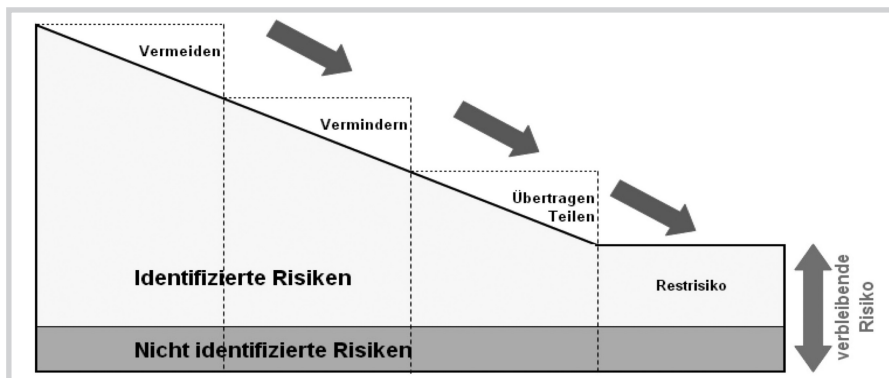 Vermeiden
Vermindern
Übertragen
Teilen
Identifizierte Risiken
Restrisiko
Nicht identifizierte Risiken
verbleibende
Risiko